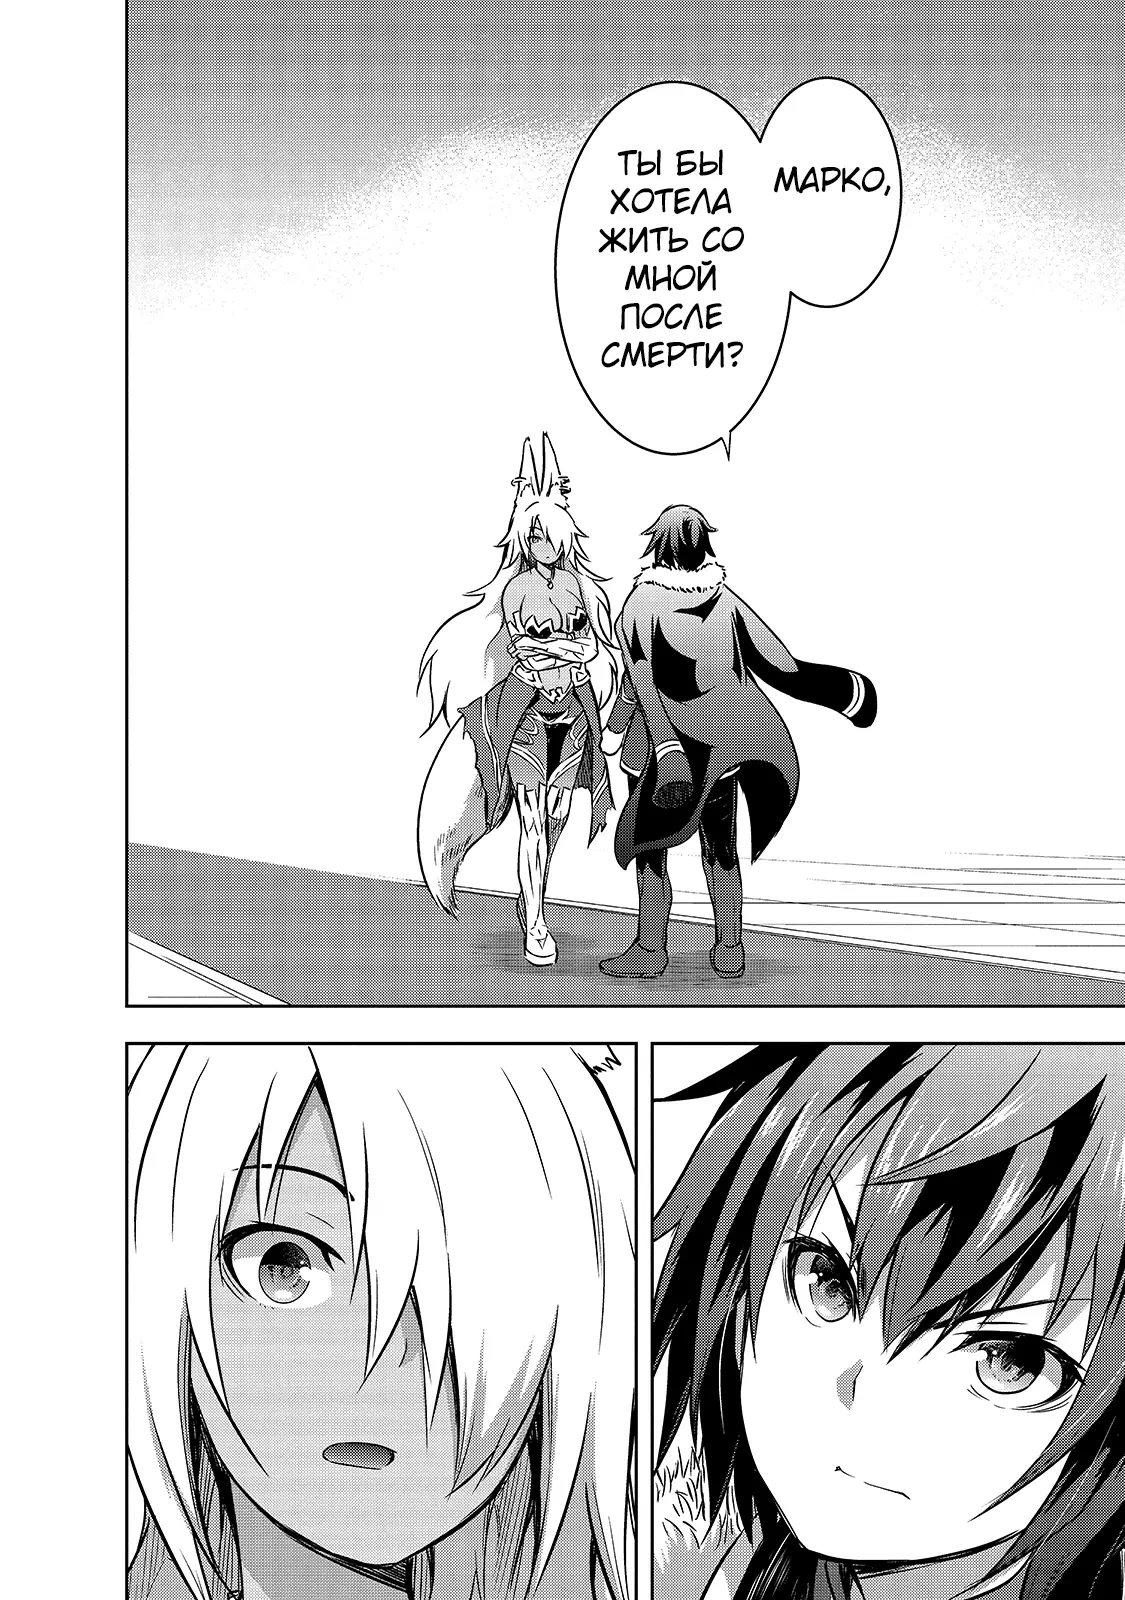 МАРКО,
ТЫ БЫ
ХОТЕЛА
ЖИТЬ СО
МНОЙ
ПОСЛЕ
СМЕРТИ?